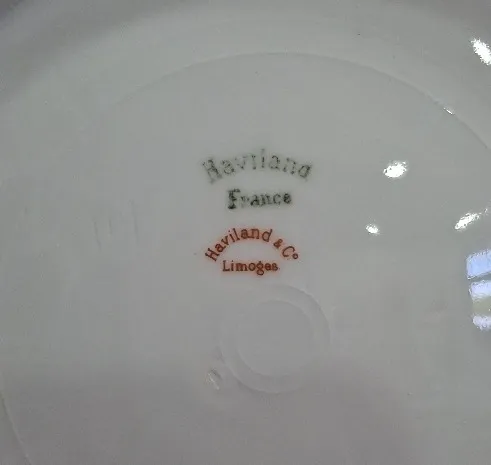 Haviland
France
Haviland & Co
Limoges